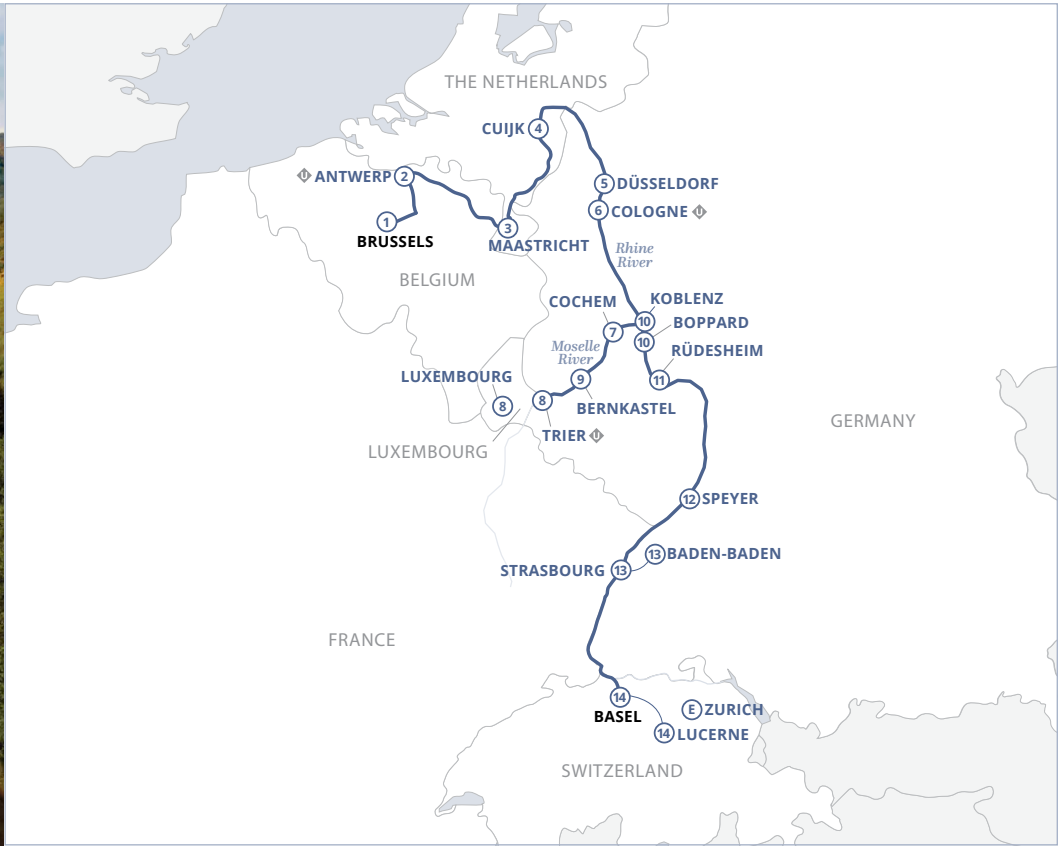 THE NETHERLANDS
CUIJK 4
U ANTWERP 2
5 DÜSSELDORF
6 COLOGNE U
1
BRUSSELS
3
MAASTRICHT
Rhine
River
BELGIUM
COCHEM
KOBLENZ
10
BOPPARD
7
10
Moselle
River
RÜDESHEIM
LUXEMBOURG
9
11
8
8
BERNKASTEL
GERMANY
TRIER U
LUXEMBOURG
12 SPEYER
13 BADEN-BADEN
STRASBOURG 13
FRANCE
14
BASEL
E ZURICH
14 LUCERNE
SWITZERLAND